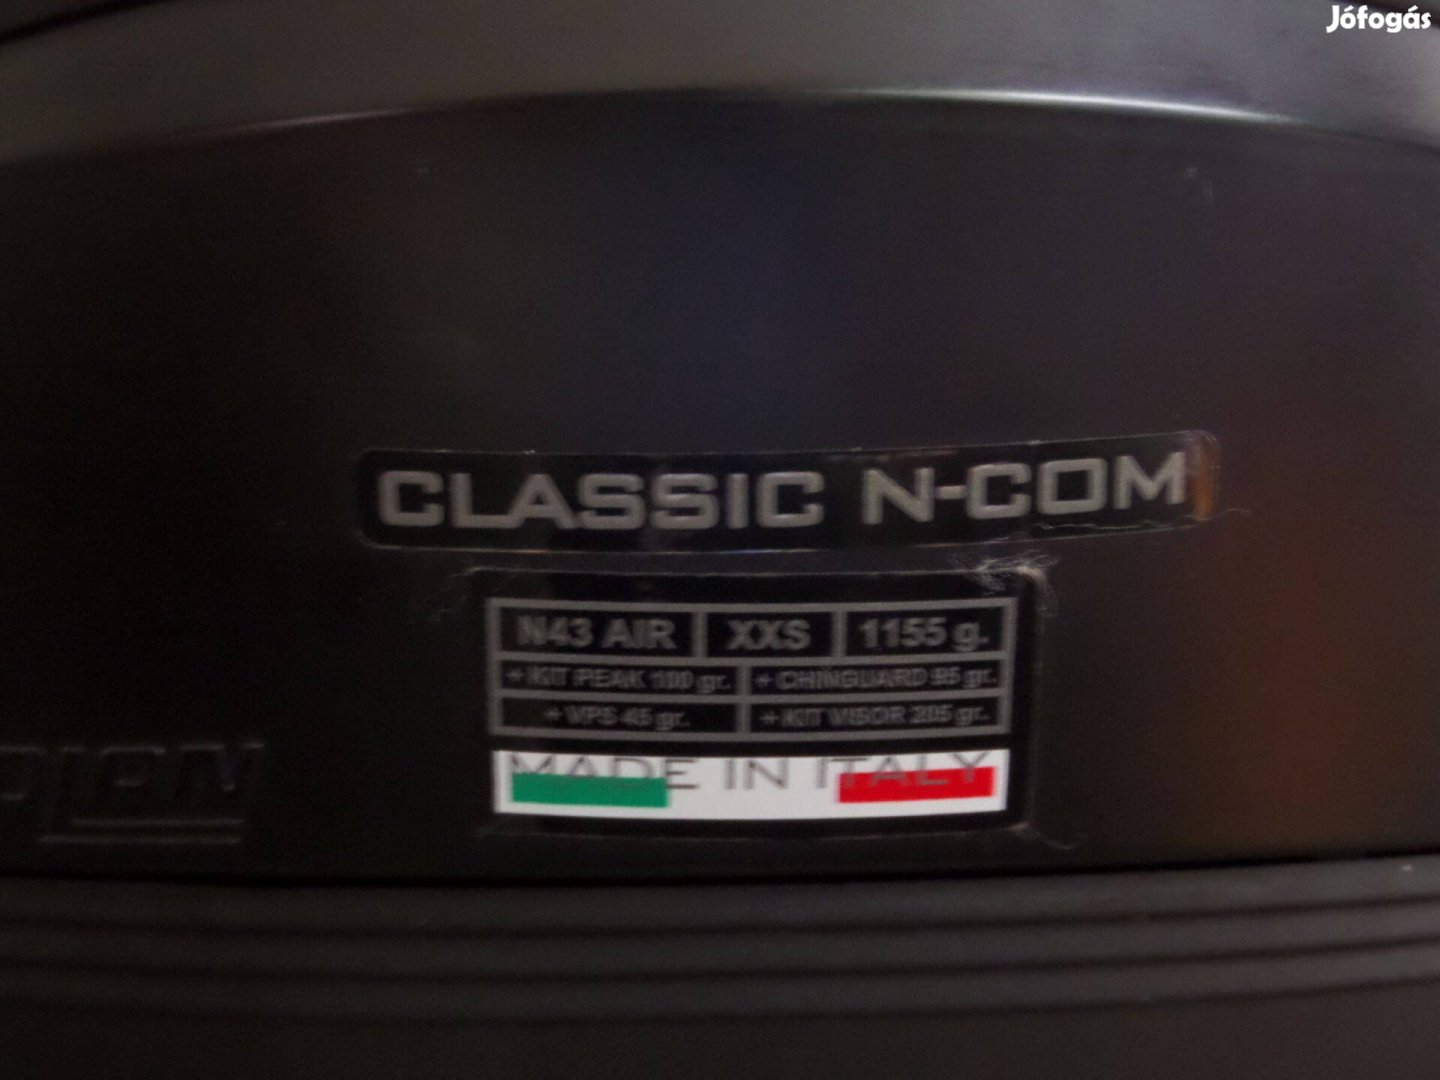 Jófogás
CLASSIC N-COM
N43 AIR XXS 1155 g.
+ KIT PEAK 100 gr. + CHINGUARD 95 gr.
+ VPS 45 gr. + KIT VISOR 205 gr.
MADE IN ITALY